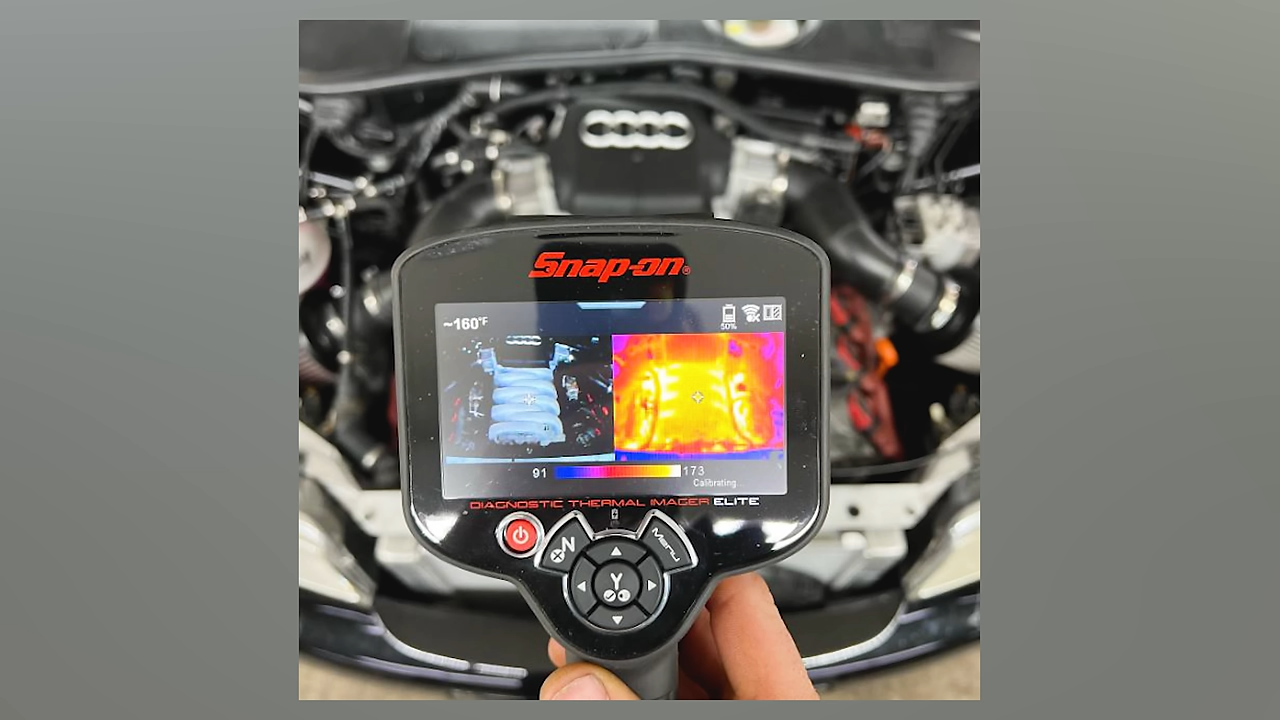 Snap-on®
~160°F
50%
91
173
Calibrating...
DIAGNOSTIC THERMAL IMAGER ELITE
N
Menu
Y